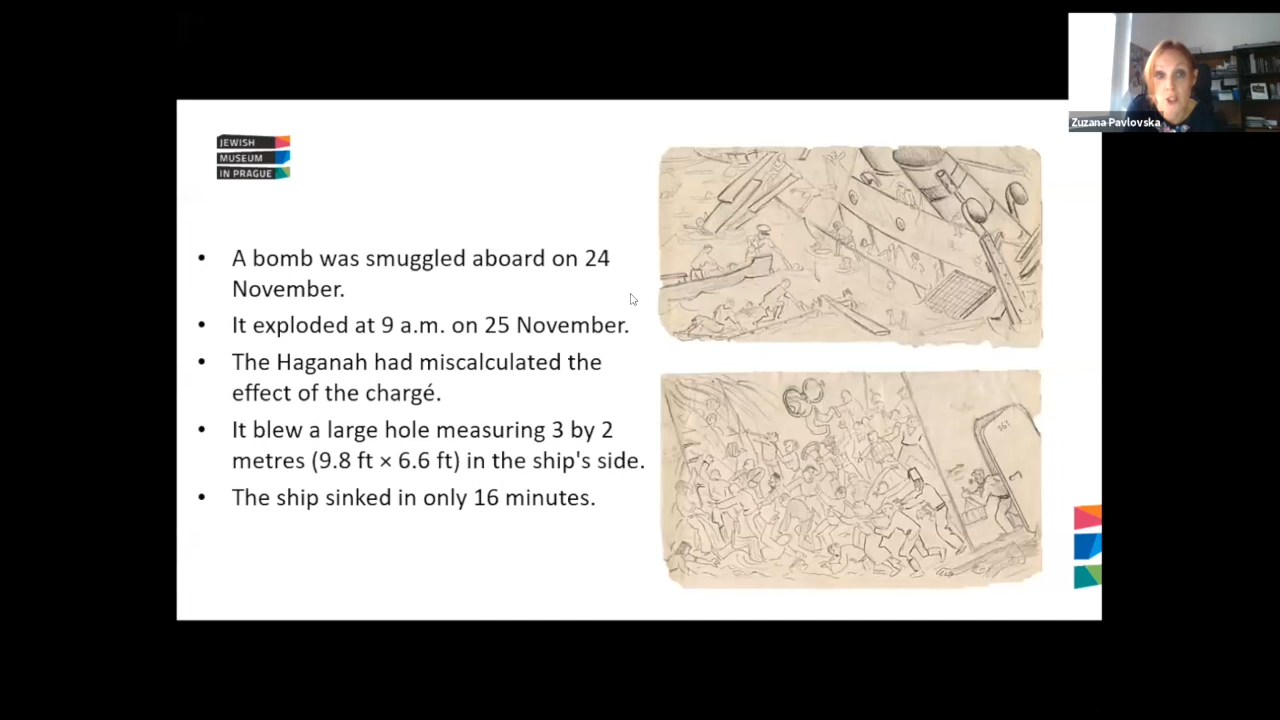 Zuzana Pavlovska
JEWISH
MUSEUM
IN PRAGUE
• A bomb was smuggled aboard on 24
November.
• It exploded at 9 a.m. on 25 November.
• The Haganah had miscalculated the
effect of the chargé.
• It blew a large hole measuring 3 by 2
metres (9.8 ft × 6.6 ft) in the ship's side.
• The ship sinked in only 16 minutes.